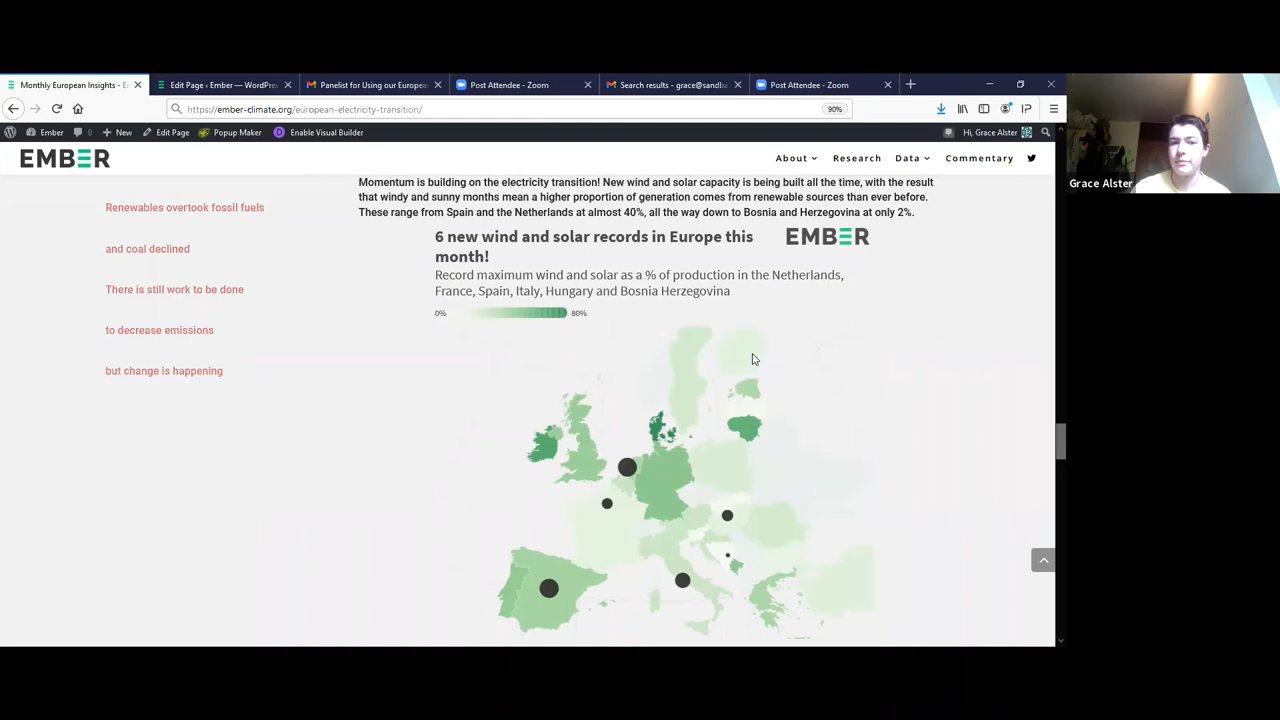 Monthly European Insights - E
Edit Page ‹ Ember — WordPres
Panelist for Using our European
Post Attendee - Zoom
Search results - grace@sandba
Post Attendee - Zoom
https://ember-climate.org/european-electricity-transition/
90%
Ember
0
New
Edit Page
Popup Maker
Enable Visual Builder
Hi, Grace Alster
EMBER
About
Research
Data
Commentary
Grace Alster
Renewables overtook fossil fuels
and coal declined
There is still work to be done
to decrease emissions
but change is happening
Momentum is building on the electricity transition! New wind and solar capacity is being built all the time, with the result
that windy and sunny months mean a higher proportion of generation comes from renewable sources than ever before.
These range from Spain and the Netherlands at almost 40%, all the way down to Bosnia and Herzegovina at only 2%.
6 new wind and solar records in Europe this
month!
EMBER
Record maximum wind and solar as a % of production in the Netherlands,
France, Spain, Italy, Hungary and Bosnia Herzegovina
0%
80%